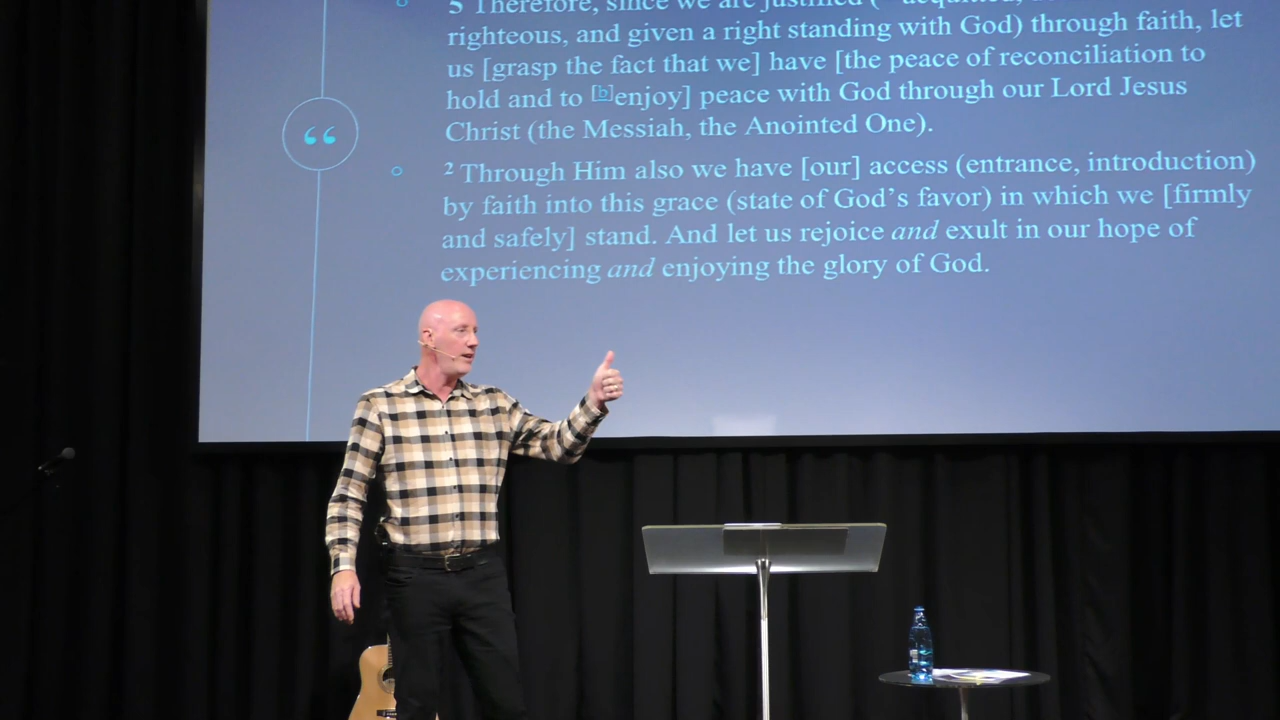 5 Therefore, since we are justified (
righteous, and given a right standing with God) through faith, let
us [grasp the fact that we] have [the peace of reconciliation to
hold and to [b]enjoy] peace with God through our Lord Jesus
Christ (the Messiah, the Anointed One).
“
2 Through Him also we have [our] access (entrance, introduction)
by faith into this grace (state of God’s favor) in which we [firmly
and safely] stand. And let us rejoice and exult in our hope of
experiencing and enjoying the glory of God.